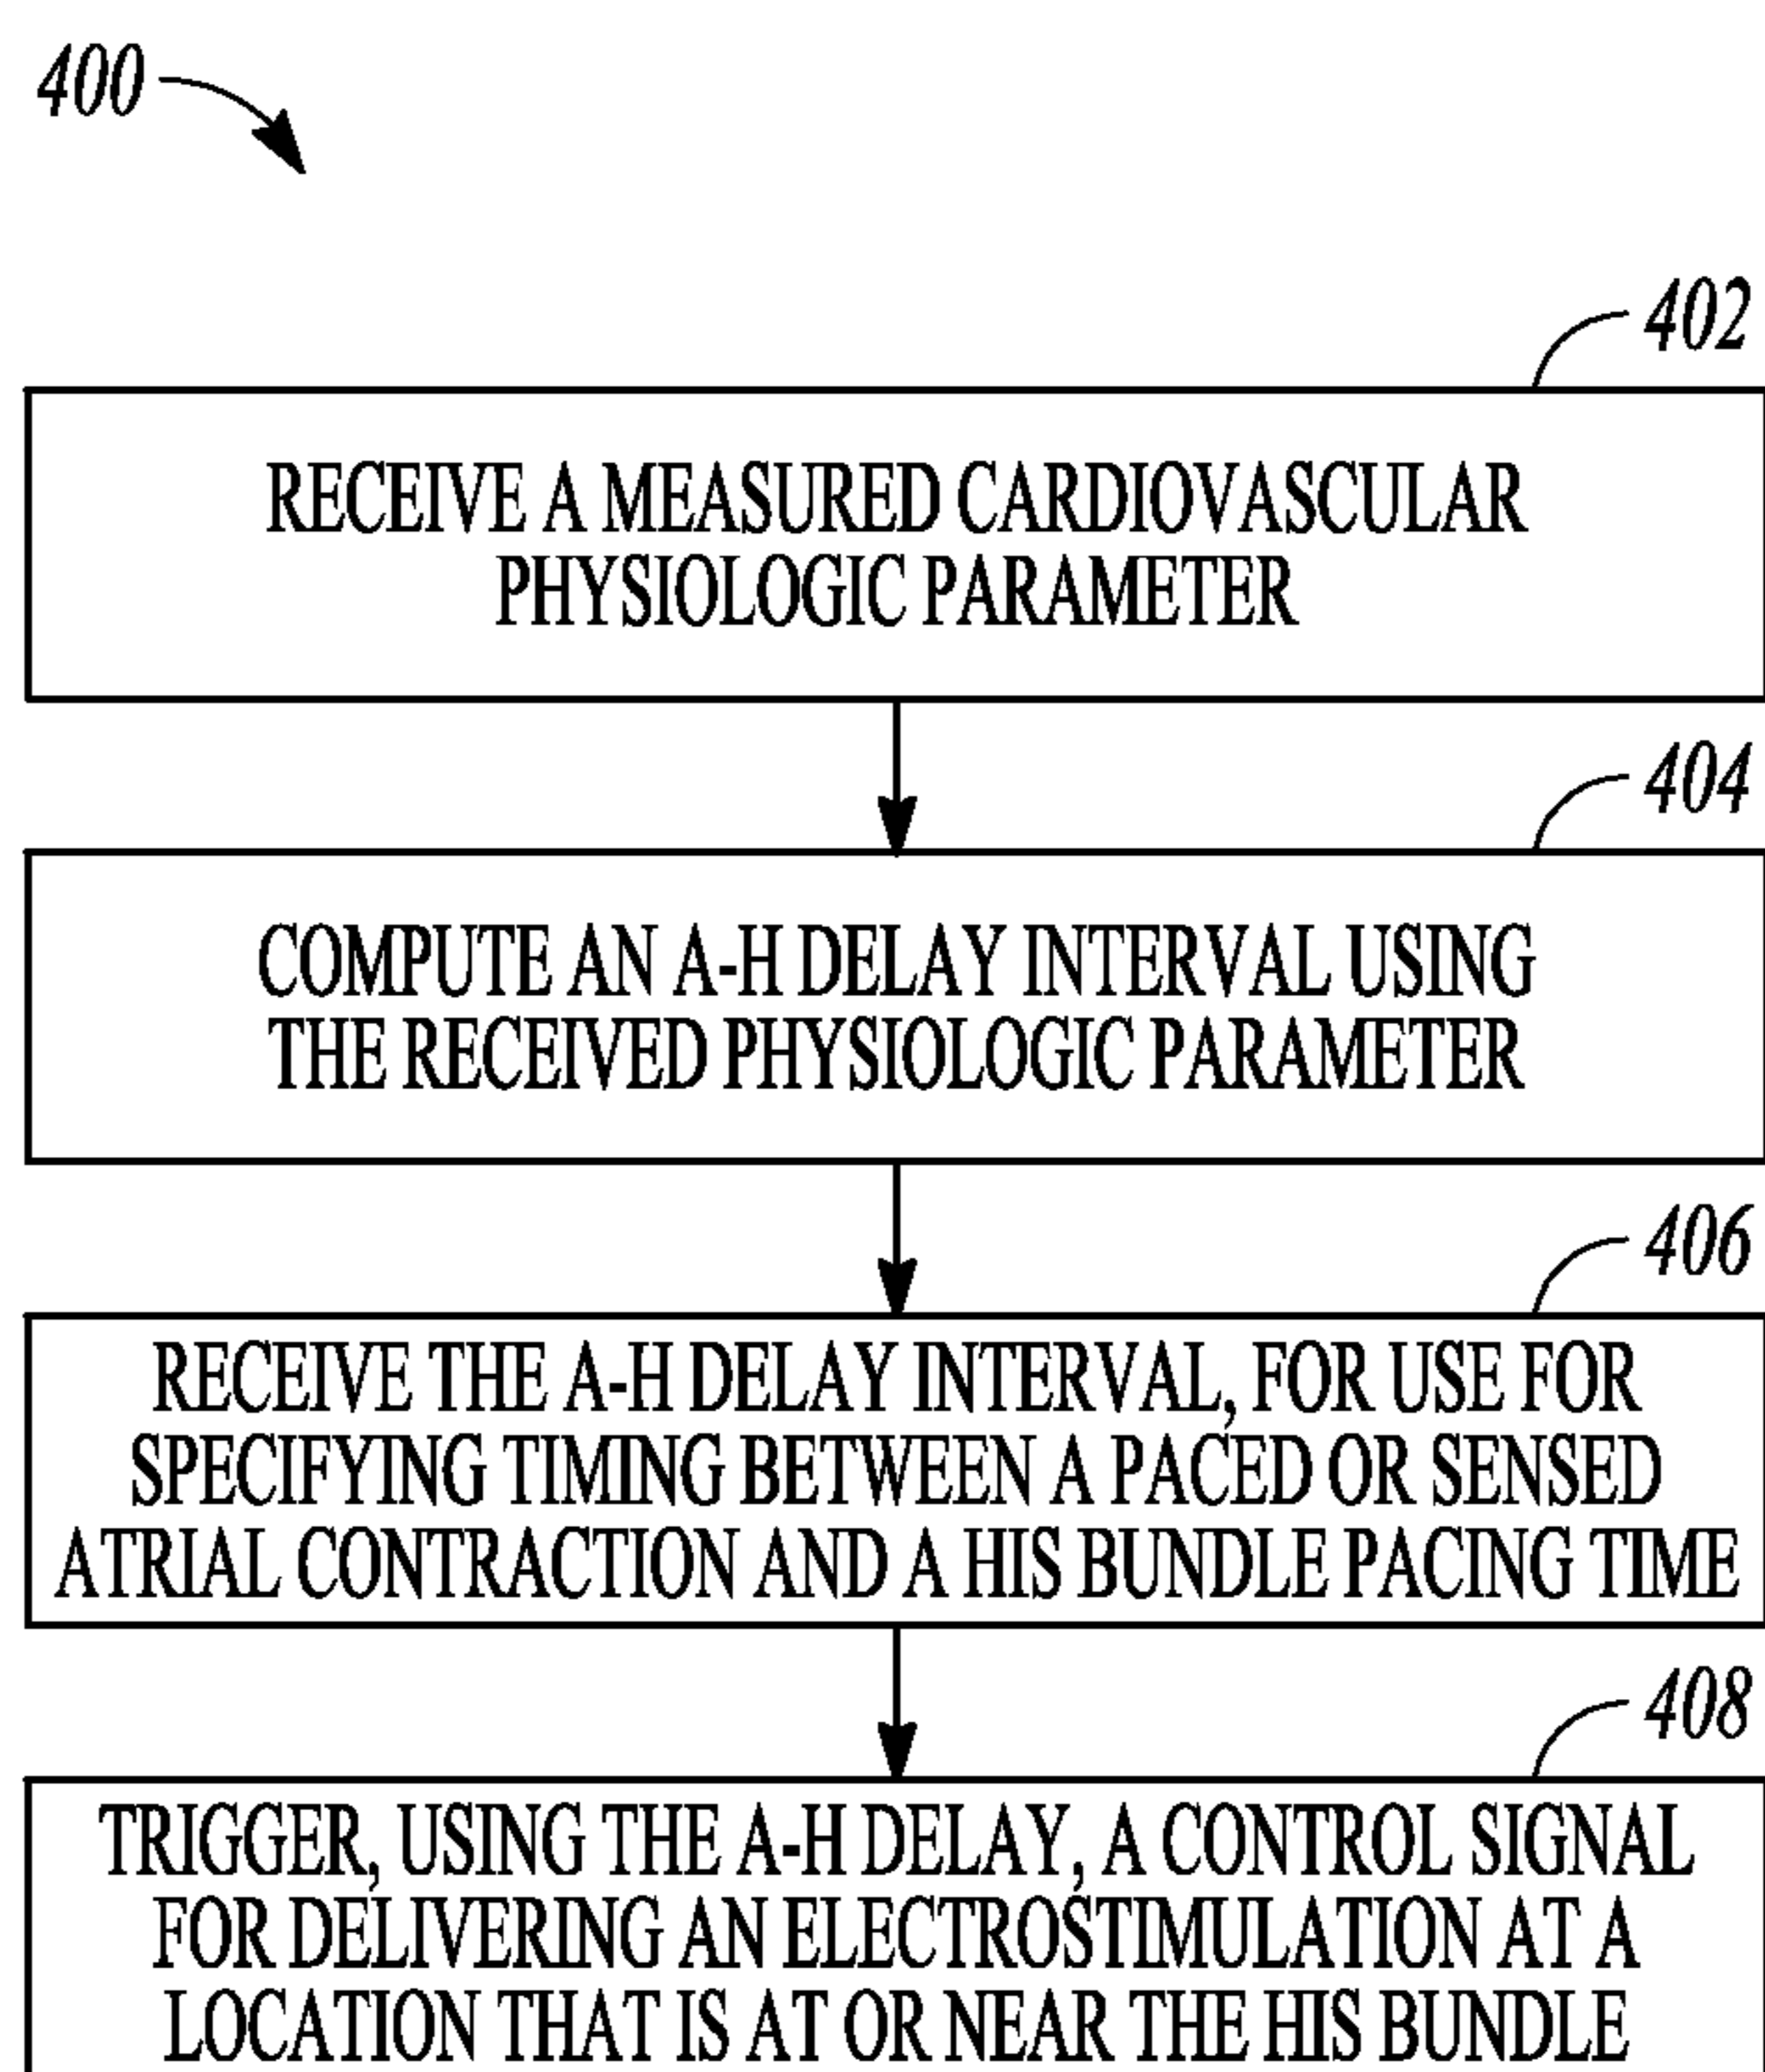 400
402
RECEIVE A MEASURED CARDIOVASCULAR
PHYSIOLOGIC PARAMETER
404
COMPUTE AN A-H DELAY INTERVAL USING
THE RECEIVED PHYSIOLOGIC PARAMETER
406
RECEIVE THE A-H DELAY INTERVAL, FOR USE FOR
SPECIFYING TIMING BETWEEN A PACED OR SENSED
ATRIAL CONTRACTION AND A HIS BUNDLE PACING TIME
408
TRIGGER, USING THE A-H DELAY, A CONTROL SIGNAL
FOR DELIVERING AN ELECTROSTIMULATION AT A
LOCATION THAT IS AT OR NEAR THE HIS BUNDLE